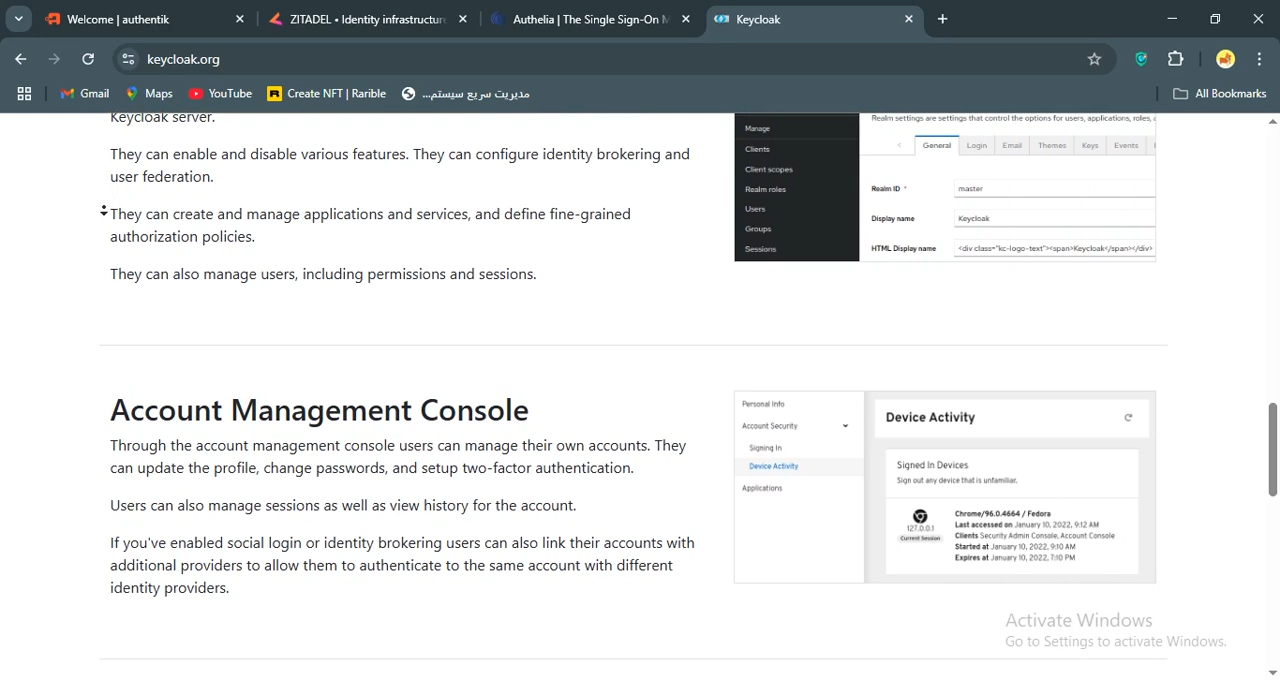 Welcome | authentik
ZITADEL • Identity infrastructure
Authelia | The Single Sign-On M
Keycloak
keycloak.org
Gmail
Maps
YouTube
Create NFT | Rarible
مدیریت سریع سیستم...
All Bookmarks
Keycloak server.
They can enable and disable various features. They can configure identity brokering and
user federation.
They can create and manage applications and services, and define fine-grained
authorization policies.
They can also manage users, including permissions and sessions.
Manage
Clients
Client scopes
Realm roles
Users
Groups
Sessions
Realm settings are settings that control the options for users, applications, roles,
General Login Email Themes Keys Events
Realm ID * master
Display name Keycloak
HTML Display name <div class="kc-logo-text"><span>Keycloak</span></div>
Account Management Console
Through the account management console users can manage their own accounts. They
can update the profile, change passwords, and setup two-factor authentication.
Users can also manage sessions as well as view history for the account.
If you've enabled social login or identity brokering users can also link their accounts with
additional providers to allow them to authenticate to the same account with different
identity providers.
Personal Info
Account Security
Signing In
Device Activity
Applications
Device Activity
Signed In Devices
Sign out any device that is unfamiliar.
127.0.0.1
Current Session
Chrome/96.0.4664 / Fedora
Last accessed on January 10, 2022, 9:12 AM
Clients Security Admin Console, Account Console
Started at January 10, 2022, 9:10 AM
Expires at January 10, 2022, 7:10 PM
Activate Windows
Go to Settings to activate Windows.